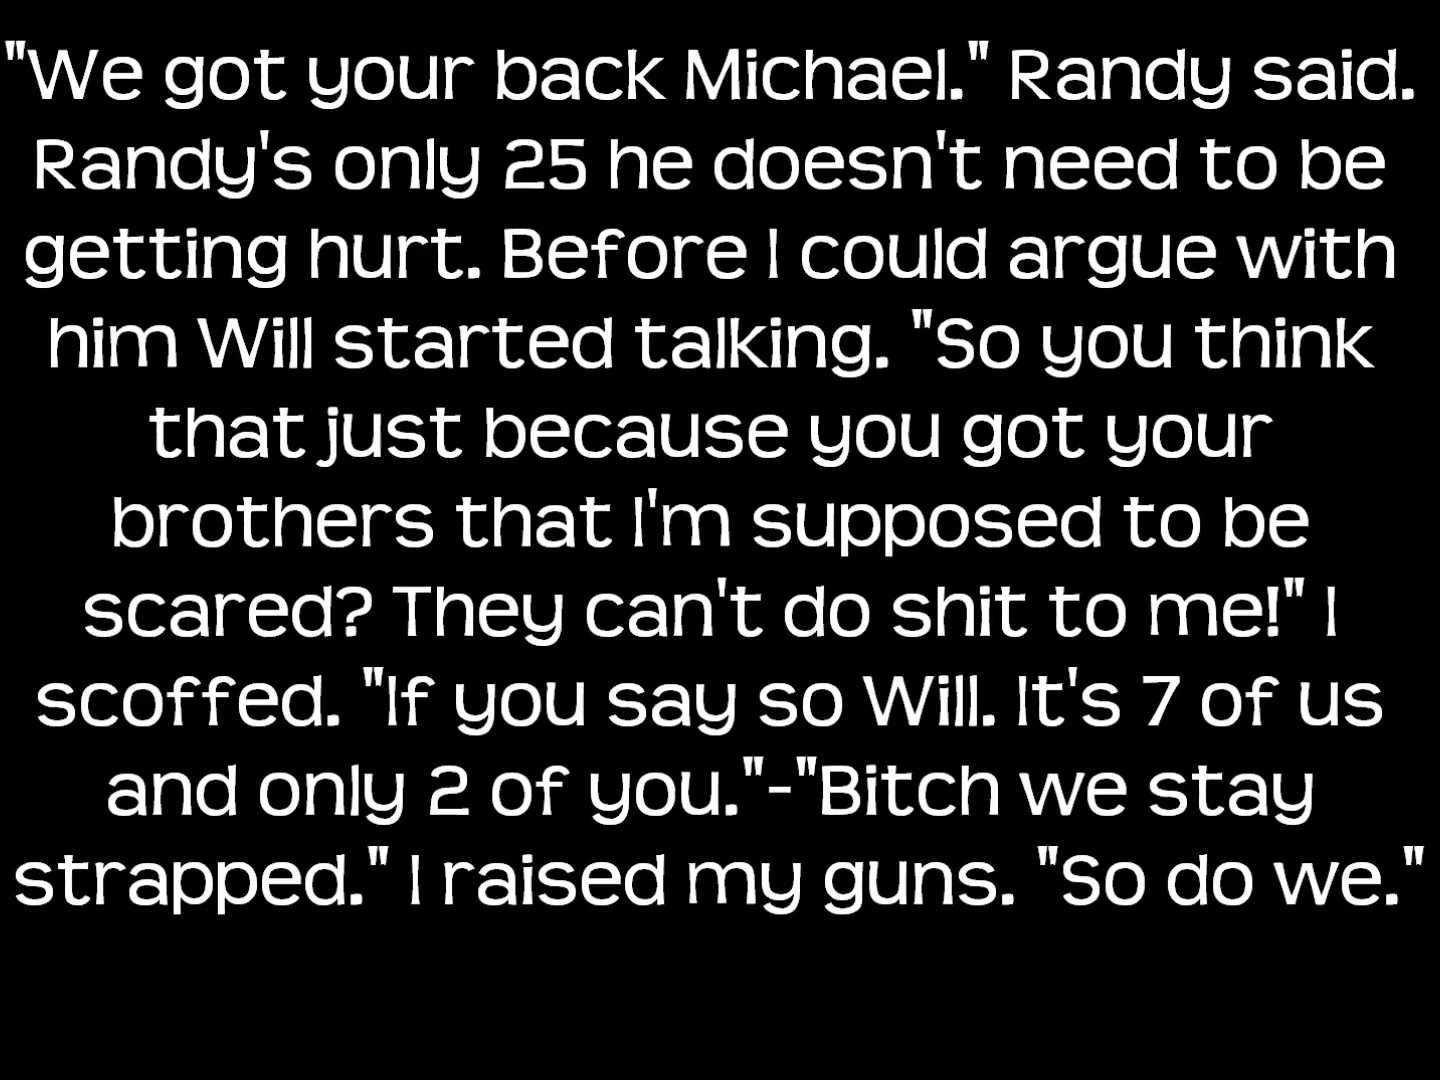 "We got your back Michael." Randy said.
Randy's only 25 he doesn't need to be
getting hurt. Before I could argue with
him Will started talking. "So you think
that just because you got your
brothers that I'm supposed to be
scared? They can't do shit to me!" I
scoffed. "If you say so Will. It's 7 of us
and only 2 of you."-"Bitch we stay
strapped." I raised my guns. "So do we."